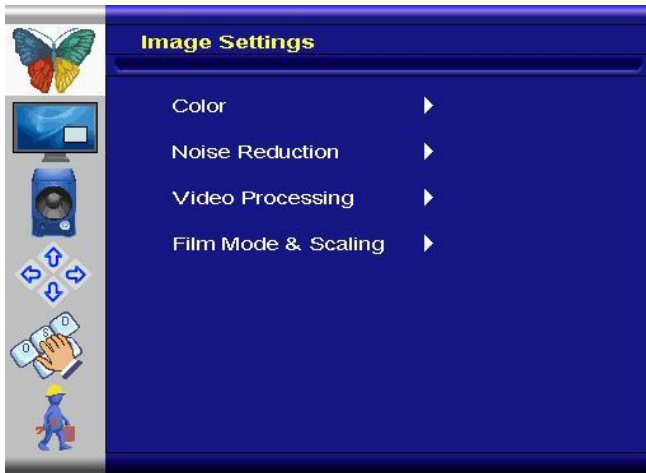 Image Settings
Color
Noise Reduction
Video Processing
Film Mode & Scaling
O S D